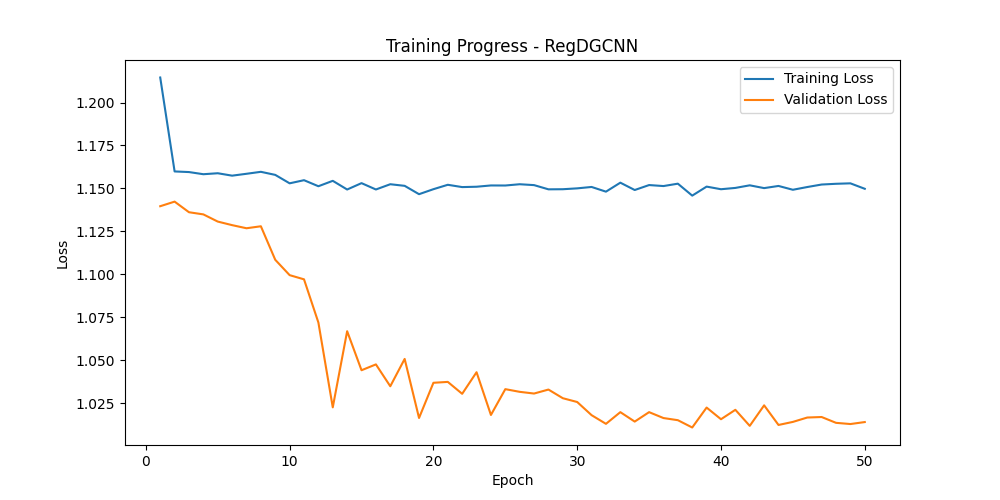 Training Progress - RegDGCNN
Training Loss
Validation Loss
1.200
1.175
1.150
1.125
1.100
1.075
1.050
1.025
Loss
0 10 20 30 40 50
Epoch